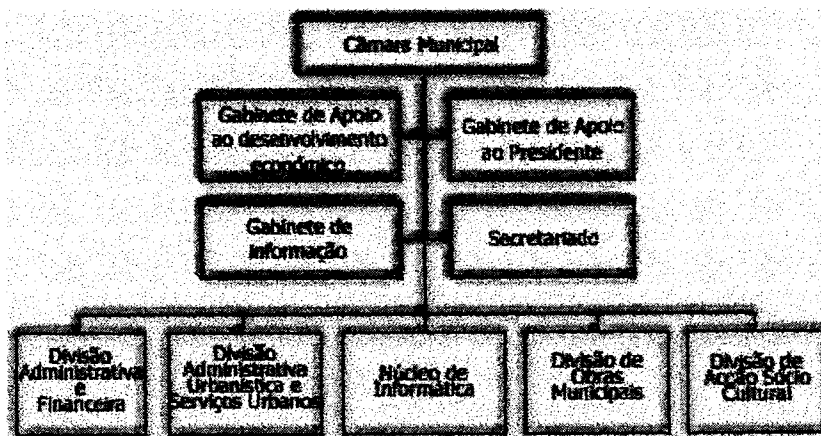 Câmara Municipal
Gabinete de Apoio
ao desenvolvimento
económico
Gabinete de Apoio
ao Presidente
Gabinete de
Informação
Secretariado
Divisão
Administrativa
e
Financeira
Divisão
Administrativa
Urbanística e
Serviços Urbanos
Núcleo de
Informática
Divisão de
Obras
Municipais
Divisão de
Acção Sócio
Cultural